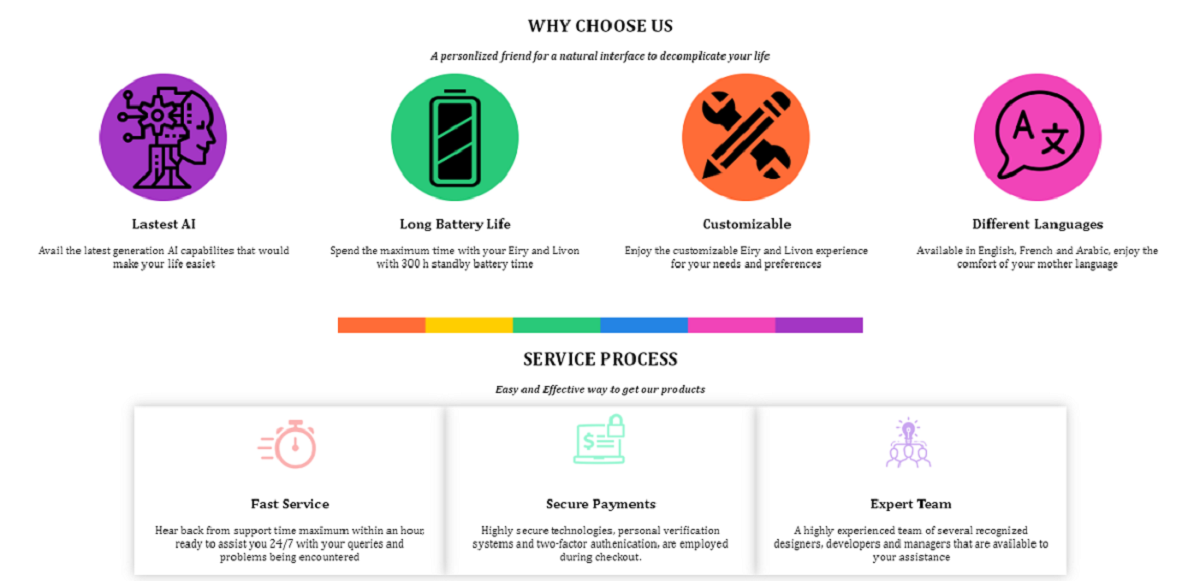 WHY CHOOSE US
A personlized friend for a natural interface to decomplicate your life
A 文
Lastest AI
Avail the latest generation AI capabilites that would
make your life easiet
Long Battery Life
Spend the maximum time with your Eiry and Livon
with 300 h standby battery time
Customizable
Enjoy the customizable Eiry and Livon experience
for your needs and preferences
Different Languages
Available in English, French and Arabic, enjoy the
comfort of your mother language
SERVICE PROCESS
Easy and Effective way to get our products
$
Fast Service
Hear back from support time maximum within an hour
ready to assist you 24/7 with your queries and
problems being encountered
Secure Payments
Highly secure technologies, personal verification
systems and two-factor authenication, are employed
during checkout.
Expert Team
A highly experienced team of several recognized
designers, developers and managers that are available to
your assistance